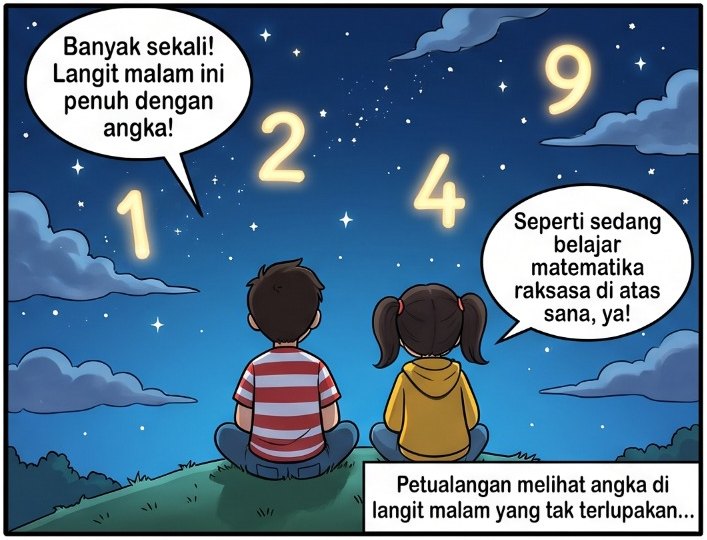 Banyak sekali!
Langit malam ini
penuh dengan
angka!
9
2
4
1
Seperti sedang
belajar
matematika
raksasa di atas
sana, ya!
Petualangan melihat angka di
langit malam yang tak terlupakan...